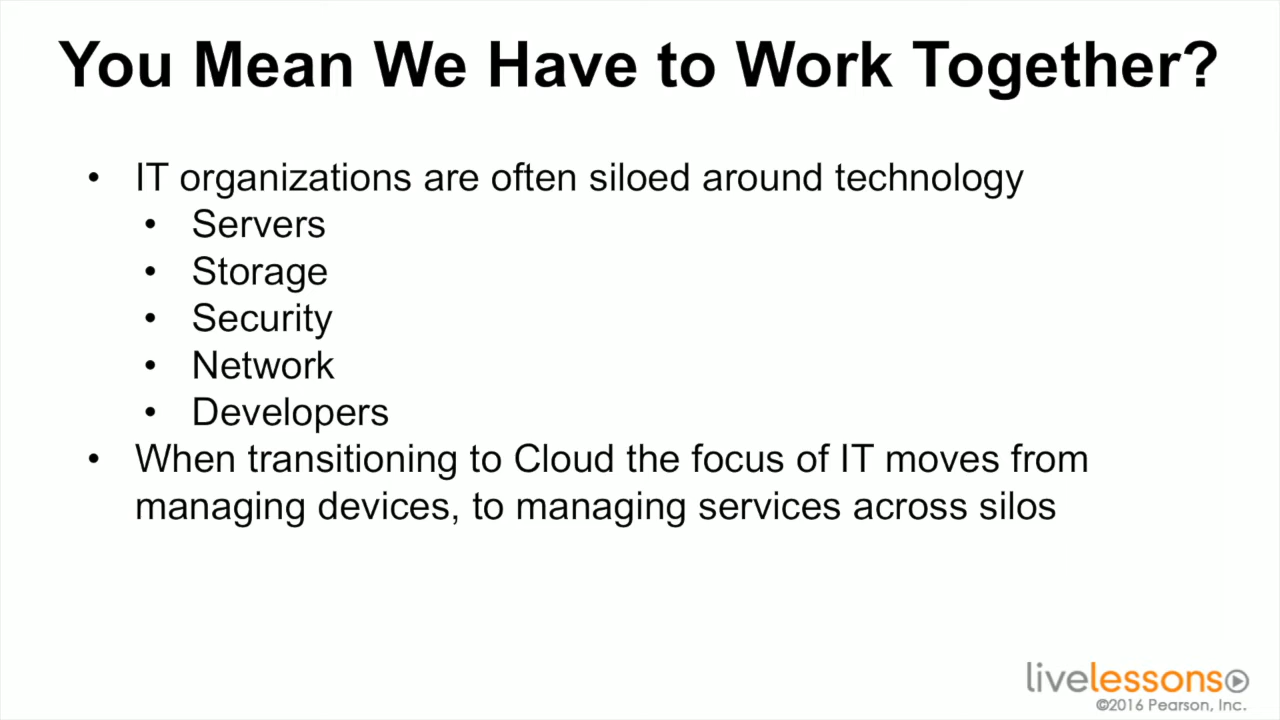 You Mean We Have to Work Together?
• IT organizations are often siloed around technology
• Servers
• Storage
• Security
• Network
• Developers
• When transitioning to Cloud the focus of IT moves from
managing devices, to managing services across silos
livelessons
©2016 Pearson, Inc.